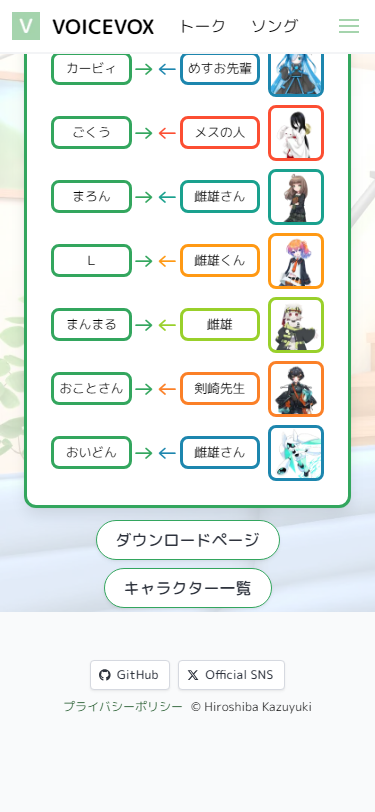 V VOICEVOX トーク ソング
カービィ めすお先輩
ごくう メスの人
まろん 雌雄さん
L 雌雄くん
まんまる 雌雄
おことさん 剣崎先生
おいどん 雌雄さん
ダウンロードページ
キャラクター一覧
GitHub Official SNS
プライバシーポリシー © Hiroshiba Kazuyuki